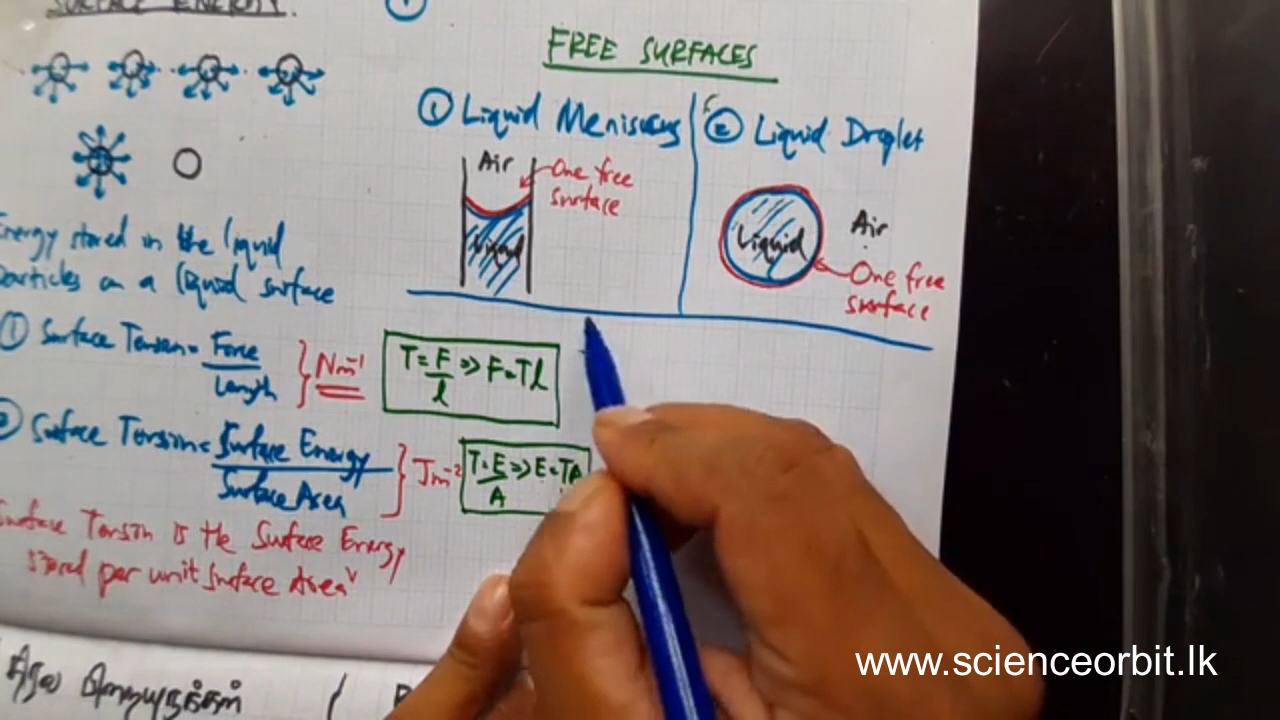 SURFACE ENERGY.
Energy stored in the liquid
particles on a liquid surface
① Surface Tension = Force
Length
} Nm⁻¹
T = F ⇒ F = Tl
l
② Surface Tension = Surface Energy
Surface Area
} Jm⁻²
T = E ⇒ E = TA
A
Surface Tension is the Surface Energy
stored per unit Surface Area
FREE SURFACES
① Liquid Meniscus
Air
One free
surface
Liquid
② Liquid Droplet
Liquid
Air
One free
surface
www.scienceorbit.lk